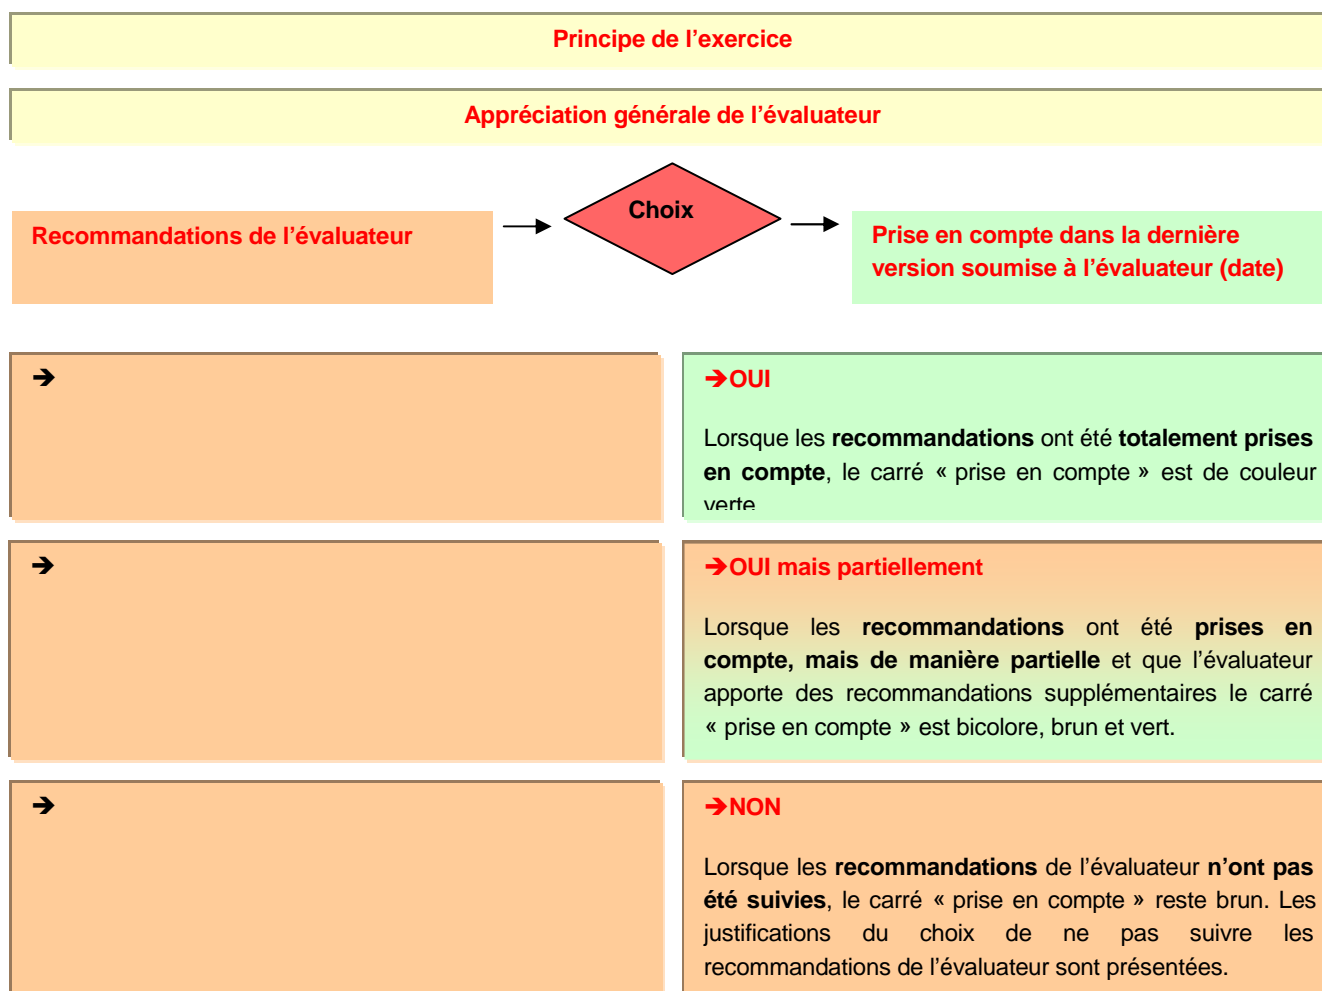 Principe de l’exercice
Appréciation générale de l’évaluateur
Choix
Recommandations de l’évaluateur
Prise en compte dans la dernière
version soumise à l’évaluateur (date)
➔
➔OUI
Lorsque les recommandations ont été totalement prises
en compte, le carré « prise en compte » est de couleur
verte
➔
➔OUI mais partiellement
Lorsque les recommandations ont été prises en
compte, mais de manière partielle et que l’évaluateur
apporte des recommandations supplémentaires le carré
« prise en compte » est bicolore, brun et vert.
➔
➔NON
Lorsque les recommandations de l’évaluateur n’ont pas
été suivies, le carré « prise en compte » reste brun. Les
justifications du choix de ne pas suivre les
recommandations de l’évaluateur sont présentées.